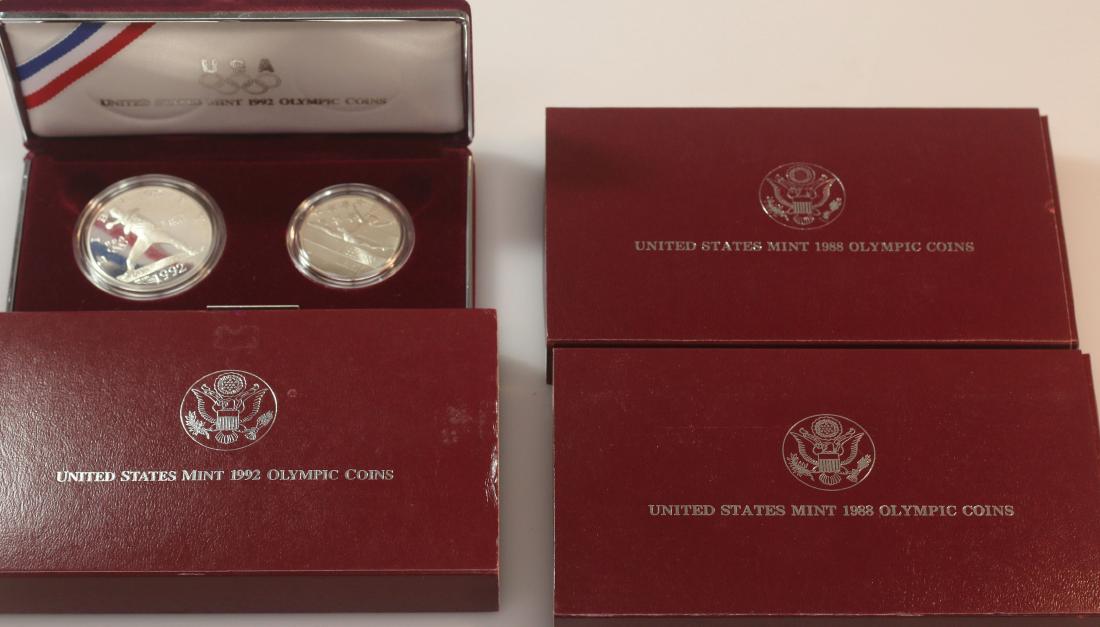 USA
UNITED STATES MINT 1992 OLYMPIC COINS
1992
UNITED STATES MINT 1992 OLYMPIC COINS
UNITED STATES MINT 1988 OLYMPIC COINS
UNITED STATES MINT 1988 OLYMPIC COINS